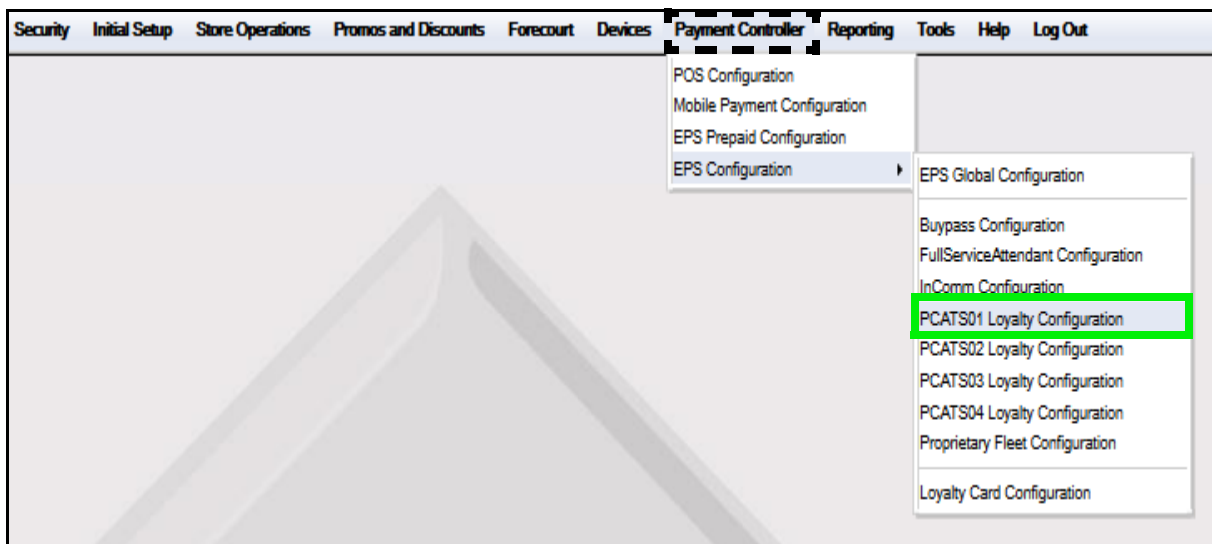 Security Initial Setup Store Operations Promos and Discounts Forecourt Devices Payment Controller Reporting Tools Help Log Out
POS Configuration
Mobile Payment Configuration
EPS Prepaid Configuration
EPS Configuration
EPS Global Configuration
Buypass Configuration
FullServiceAttendant Configuration
InComm Configuration
PCATS01 Loyalty Configuration
PCATS02 Loyalty Configuration
PCATS03 Loyalty Configuration
PCATS04 Loyalty Configuration
Proprietary Fleet Configuration
Loyalty Card Configuration